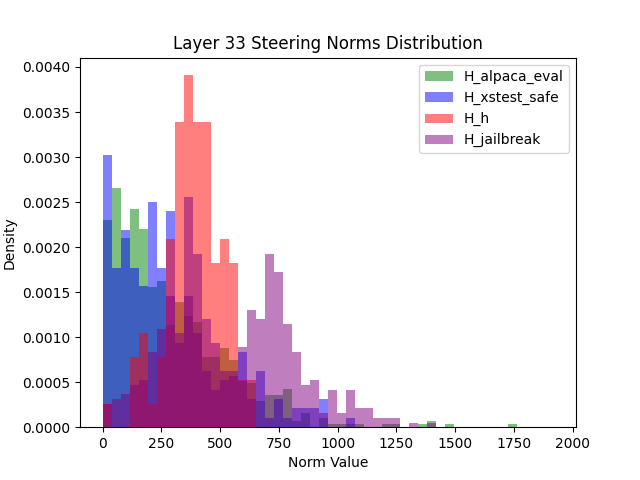 Layer 33 Steering Norms Distribution
H_alpaca_eval
H_xstest_safe
H_h
H_jailbreak
Density
0.0040
0.0035
0.0030
0.0025
0.0020
0.0015
0.0010
0.0005
0.0000
0 250 500 750 1000 1250 1500 1750 2000
Norm Value